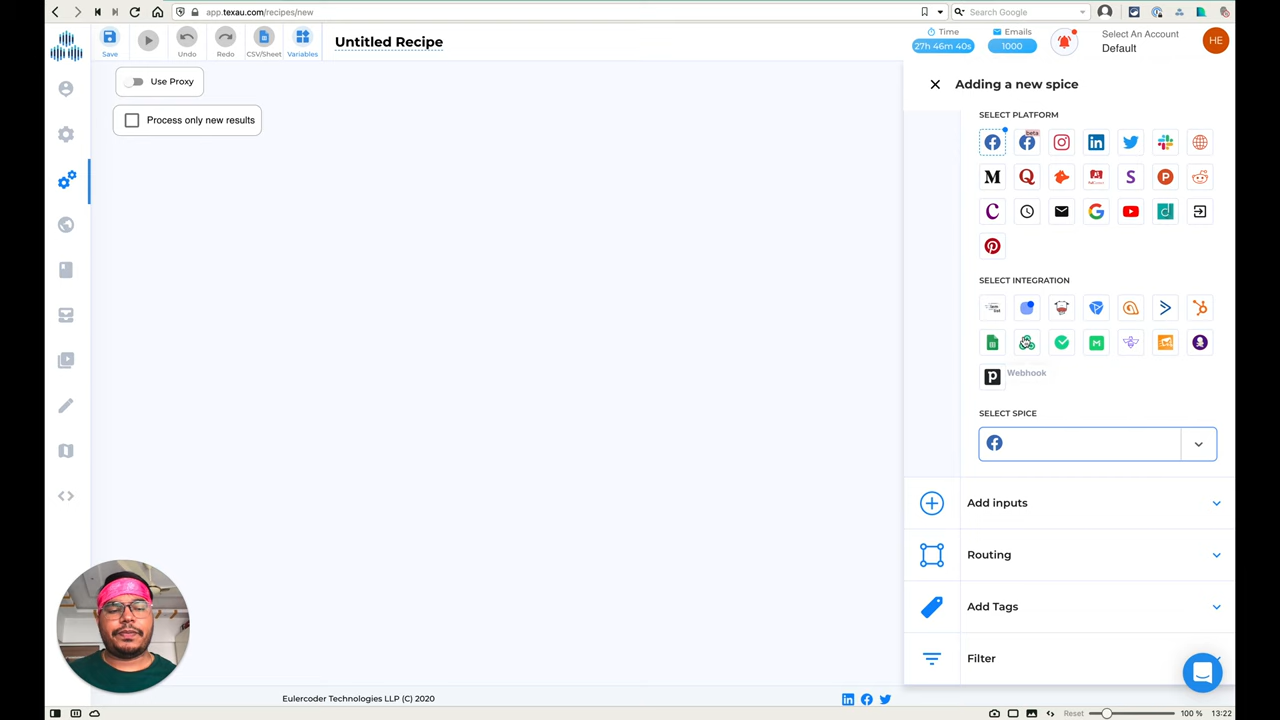 app.texau.com/recipes/new
Search Google
Save
Undo
Redo
CSV/Sheet
Variables
Untitled Recipe
Time
27h 46m 40s
Emails
1000
Select An Account
Default
HE
Use Proxy
Process only new results
Adding a new spice
SELECT PLATFORM
beta
SELECT INTEGRATION
Webhook
SELECT SPICE
Add inputs
Routing
Add Tags
Filter
Eulercoder Technologies LLP (C) 2020
Reset
100 %
13:22